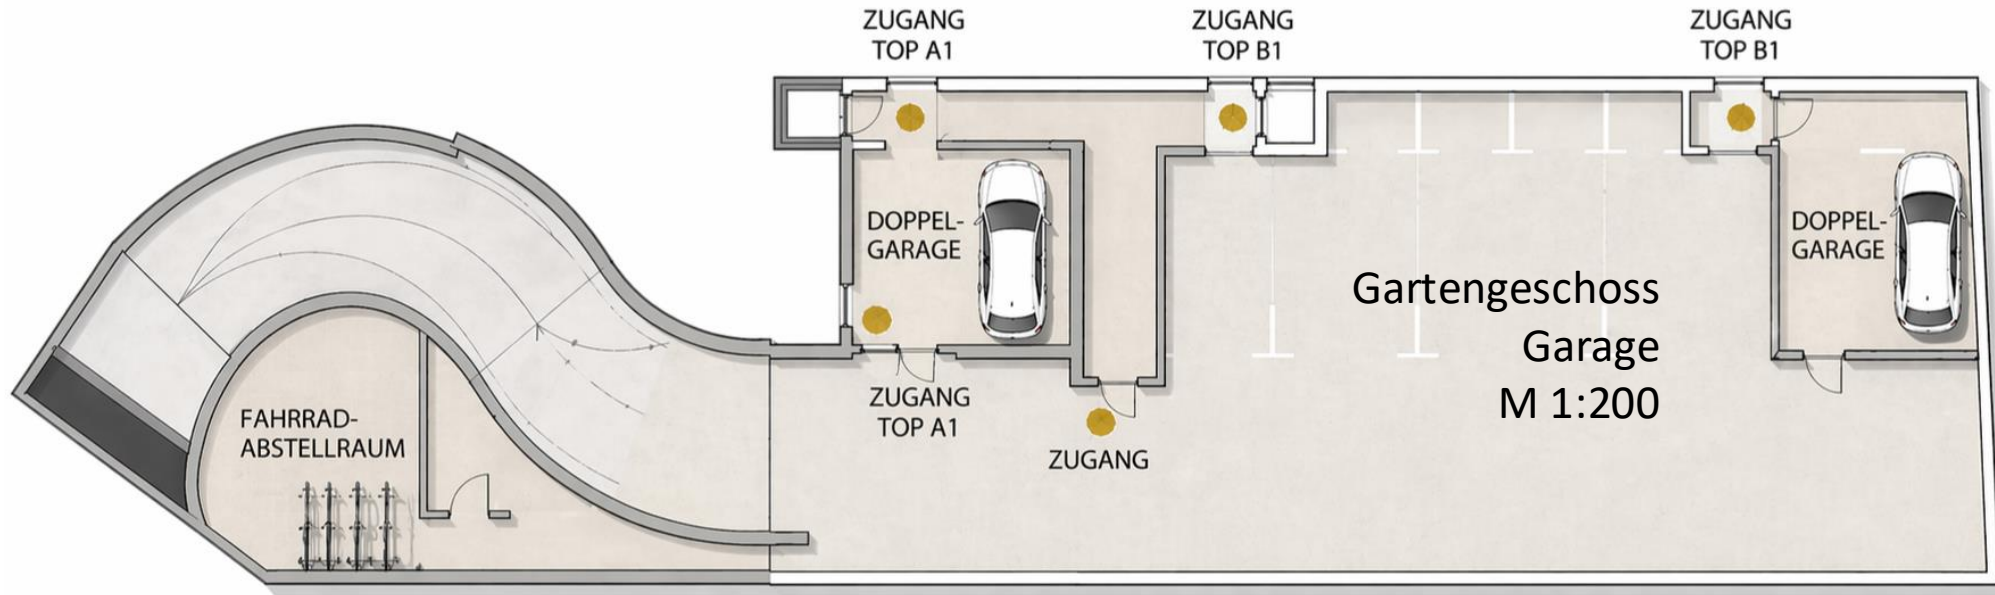 ZUGANG
TOP A1
ZUGANG
TOP B1
ZUGANG
TOP B1
DOPPEL-
GARAGE
DOPPEL-
GARAGE
Gartengeschoss
Garage
M 1:200
ZUGANG
TOP A1
ZUGANG
FAHRRAD-
ABSTELLRAUM